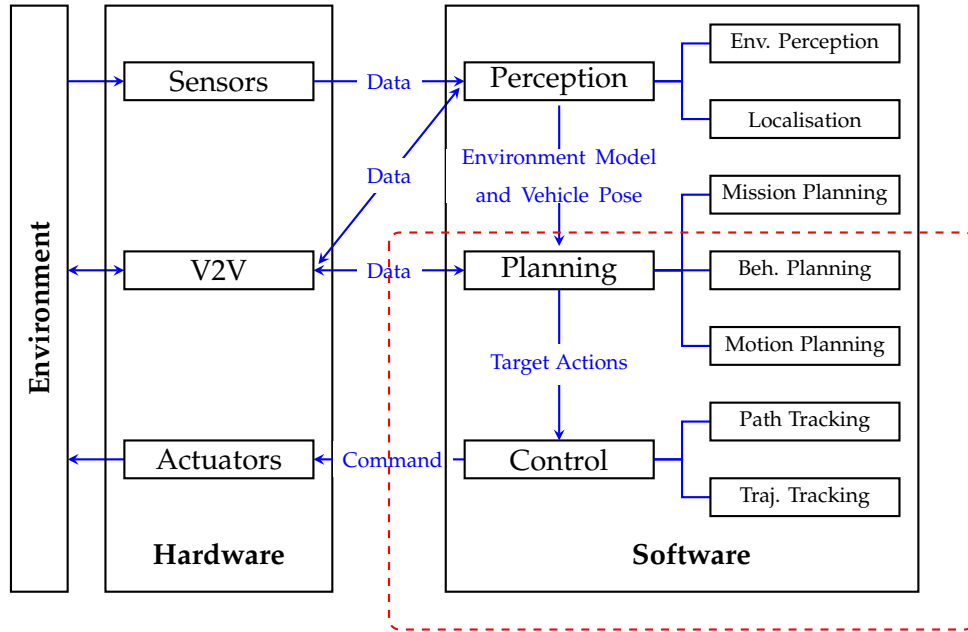 Environment
Sensors
V2V
Actuators
Hardware
Data
Data
Data
Command
Perception
Environment Model
and Vehicle Pose
Planning
Target Actions
Control
Software
Env. Perception
Localisation
Mission Planning
Beh. Planning
Motion Planning
Path Tracking
Traj. Tracking